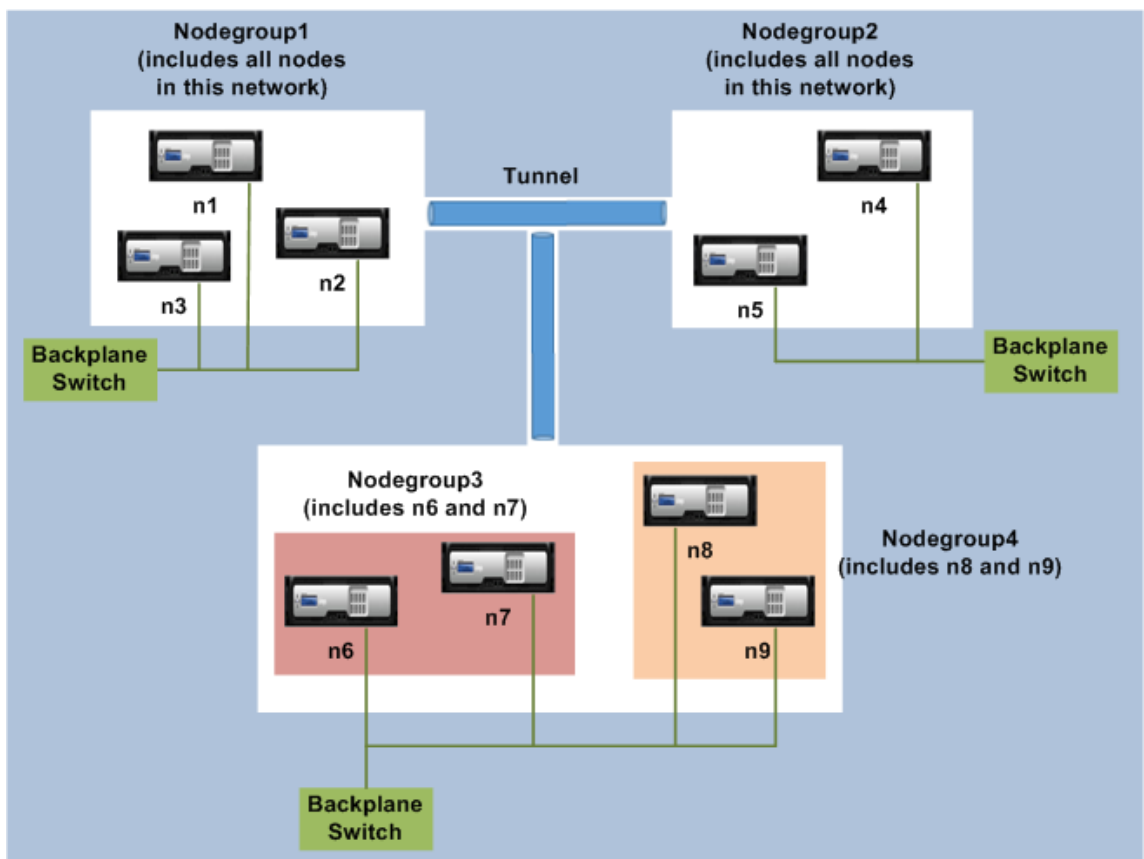 Nodegroup1
(includes all nodes
in this network)
Nodegroup2
(includes all nodes
in this network)
Tunnel
n1
n2
n3
n4
n5
Backplane
Switch
Backplane
Switch
Nodegroup3
(includes n6 and n7)
n8
Nodegroup4
(includes n8 and n9)
n7
n6
n9
Backplane
Switch